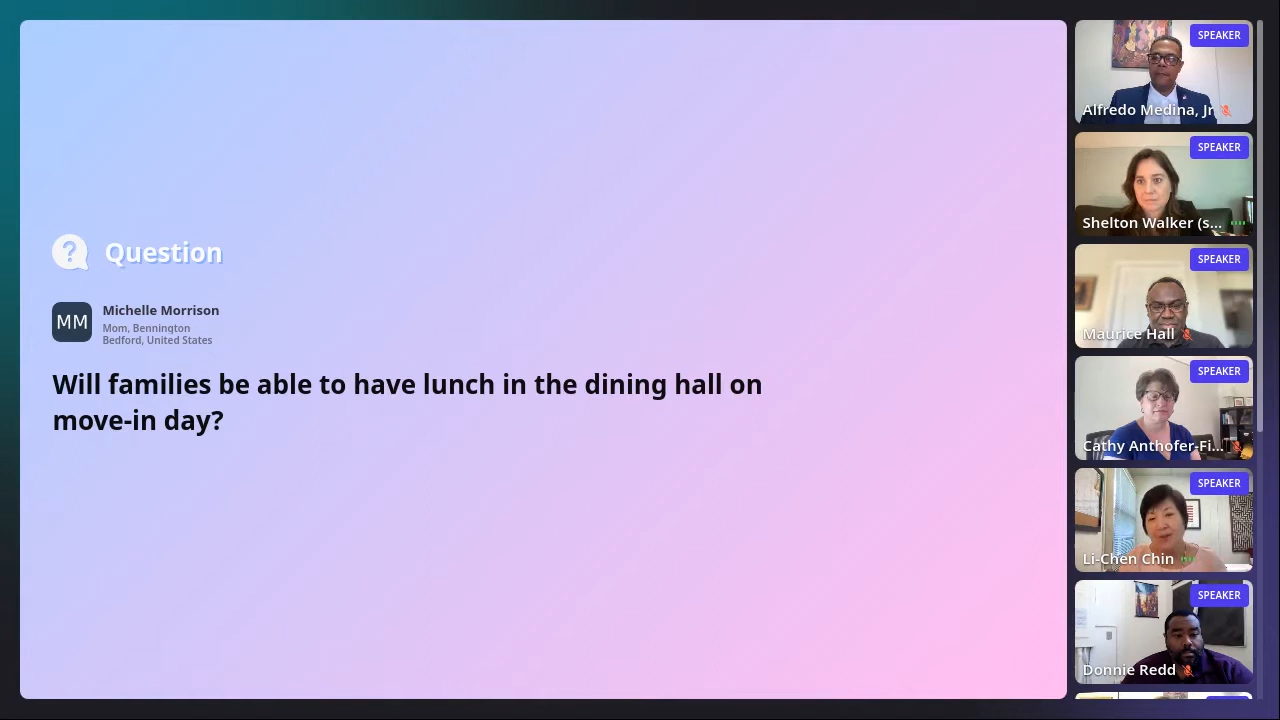 Question
MM
Michelle Morrison
Mom, Bennington
Bedford, United States
Will families be able to have lunch in the dining hall on
move-in day?
SPEAKER
Alfredo Medina, Jr
SPEAKER
Shelton Walker (s...
SPEAKER
Maurice Hall
SPEAKER
Cathy Anthofer-Fi...
SPEAKER
Li-Chen Chin
SPEAKER
Donnie Redd